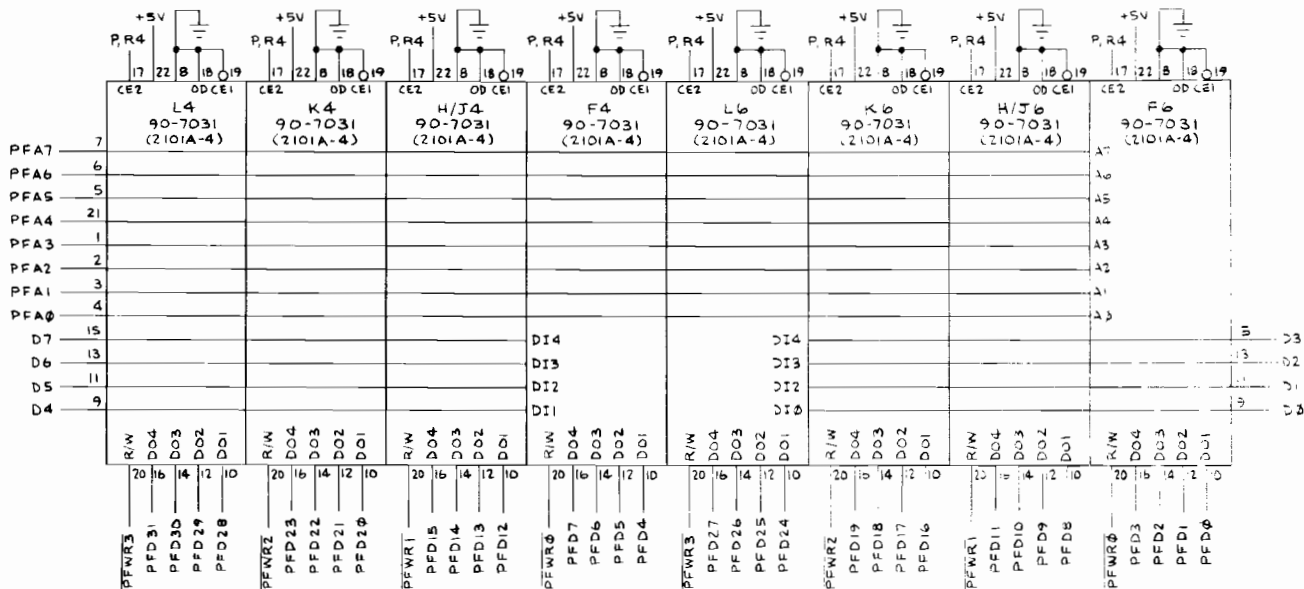 +5V +5V +5V +5V +5V +5V +5V +5V
P,R4 P,R4 P,R4 P,R4 P,R4 P,R4 P,R4 P,R4
17 22 8 18 19 17 22 8 18 19 17 22 8 18 19 17 22 8 18 19 17 22 8 18 19 17 22 8 18 19 17 22 8 18 19 17 22 8 18 19
CE2 OD CE1 CE2 OD CE1 CE2 OD CE1 CE2 OD CE1 CE2 OD CE1 CE2 OD CE1 CE2 OD CE1 CE2 OD CE1
L4 K4 H/J4 F4 L6 K6 H/J6 F6
90-7031 90-7031 90-7031 90-7031 90-7031 90-7031 90-7031 90-7031
(2101A-4) (2101A-4) (2101A-4) (2101A-4) (2101A-4) (2101A-4) (2101A-4) (2101A-4)
PFA7 7 A7
PFA6 6 A6
PFA5 5 A5
PFA4 21 A4
PFA3 1 A3
PFA2 2 A2
PFA1 3 A1
PFAØ 4
D7 15 DI4 DI4 D3
D6 13 DI3 DI3 13 D2
D5 11 DI2 DI2 D1
D4 9 DI1 DIØ 9
R/W DO4 DO3 DO2 DO1 R/W DO4 DO3 DO2 DO1 R/W DO4 DO3 DO2 DO1 R/W DO4 DO3 DO2 DO1 R/W DO4 DO3 DO2 DO1 R/W DO4 DO3 DO2 DO1 R/W DO4 DO3 DO2 DO1 R/W DO4 DO3 DO2 DO1
20 16 14 12 10 20 16 14 12 10 20 16 14 12 10 20 16 14 12 10 20 16 14 12 10 20 16 14 12 10 20 16 14 12 10 20 16 14 12 10
PFWR3 PFD31 PFD30 PFD29 PFD28 PFWR2 PFD23 PFD22 PFD21 PFD2Ø PFWR1 PFD15 PFD14 PFD13 PFD12 PFWRØ PFD7 PFD6 PFD5 PFD4 PFWR3 PFD27 PFD26 PFD25 PFD24 PFWR2 PFD19 PFD18 PFD17 PFD16 PFWR1 PFD11 PFD10 PFD9 PFD8 PFWRØ PFD3 PFD2 PFD1 PFDØ